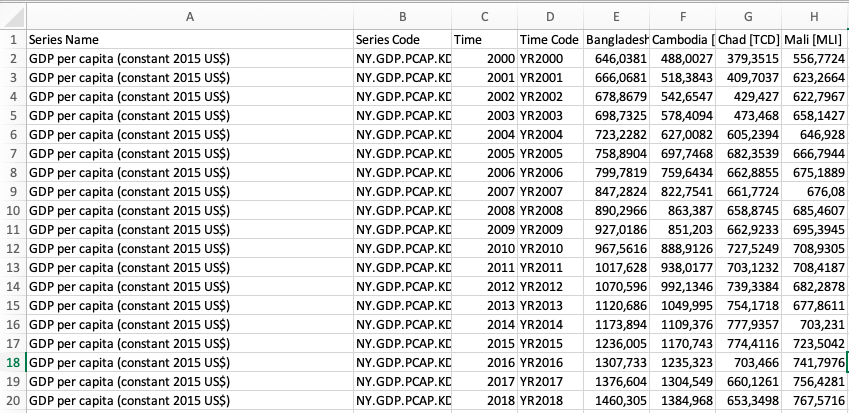 A B C D E F G H
1 Series Name Series Code Time Time Code Bangladesh Cambodia [ Chad [TCD] Mali [MLI]
2 GDP per capita (constant 2015 US$) NY.GDP.PCAP.KD 2000 YR2000 646,0381 488,0027 379,3515 556,7724
3 GDP per capita (constant 2015 US$) NY.GDP.PCAP.KD 2001 YR2001 666,0681 518,3843 409,7037 623,2664
4 GDP per capita (constant 2015 US$) NY.GDP.PCAP.KD 2002 YR2002 678,8679 542,6547 429,427 622,7967
5 GDP per capita (constant 2015 US$) NY.GDP.PCAP.KD 2003 YR2003 698,7325 578,4094 473,468 658,1427
6 GDP per capita (constant 2015 US$) NY.GDP.PCAP.KD 2004 YR2004 723,2282 627,0082 605,2394 646,928
7 GDP per capita (constant 2015 US$) NY.GDP.PCAP.KD 2005 YR2005 758,8904 697,7468 682,3539 666,7944
8 GDP per capita (constant 2015 US$) NY.GDP.PCAP.KD 2006 YR2006 799,7819 759,6434 662,8855 675,1889
9 GDP per capita (constant 2015 US$) NY.GDP.PCAP.KD 2007 YR2007 847,2824 822,7541 661,7724 676,08
10 GDP per capita (constant 2015 US$) NY.GDP.PCAP.KD 2008 YR2008 890,2966 863,387 658,8745 685,4607
11 GDP per capita (constant 2015 US$) NY.GDP.PCAP.KD 2009 YR2009 927,0186 851,203 662,9233 695,3945
12 GDP per capita (constant 2015 US$) NY.GDP.PCAP.KD 2010 YR2010 967,5616 888,9126 727,5249 708,9305
13 GDP per capita (constant 2015 US$) NY.GDP.PCAP.KD 2011 YR2011 1017,628 938,0177 703,1232 708,4187
14 GDP per capita (constant 2015 US$) NY.GDP.PCAP.KD 2012 YR2012 1070,596 992,1346 739,3384 682,2878
15 GDP per capita (constant 2015 US$) NY.GDP.PCAP.KD 2013 YR2013 1120,686 1049,995 754,1718 677,8611
16 GDP per capita (constant 2015 US$) NY.GDP.PCAP.KD 2014 YR2014 1173,894 1109,376 777,9357 703,231
17 GDP per capita (constant 2015 US$) NY.GDP.PCAP.KD 2015 YR2015 1236,005 1170,743 774,4116 723,5042
18 GDP per capita (constant 2015 US$) NY.GDP.PCAP.KD 2016 YR2016 1307,733 1235,323 703,466 741,7976
19 GDP per capita (constant 2015 US$) NY.GDP.PCAP.KD 2017 YR2017 1376,604 1304,549 660,1261 756,4281
20 GDP per capita (constant 2015 US$) NY.GDP.PCAP.KD 2018 YR2018 1460,305 1384,968 653,3498 767,5716